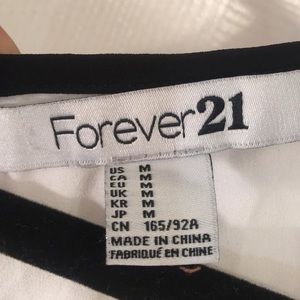 Forever21
US M
CA M
EU M
UK M
KR M
JP M
CN 165/92A
MADE IN CHINA
FABRIQUÉ EN CHINE